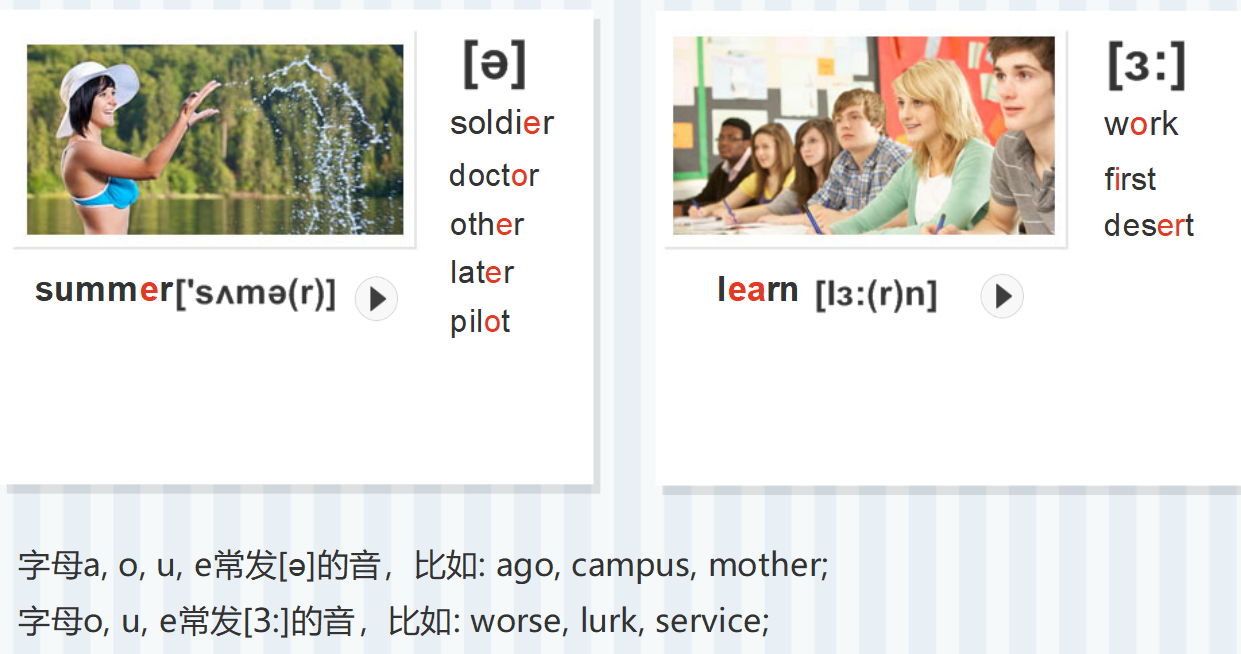 [ə]
soldier
doctor
other
later
pilot
summer['sʌmə(r)]
[ɜ:]
work
first
desert
learn [lɜ:(r)n]
字母a, o, u, e常发[ə]的音，比如: ago, campus, mother;
字母o, u, e常发[3:]的音，比如: worse, lurk, service;